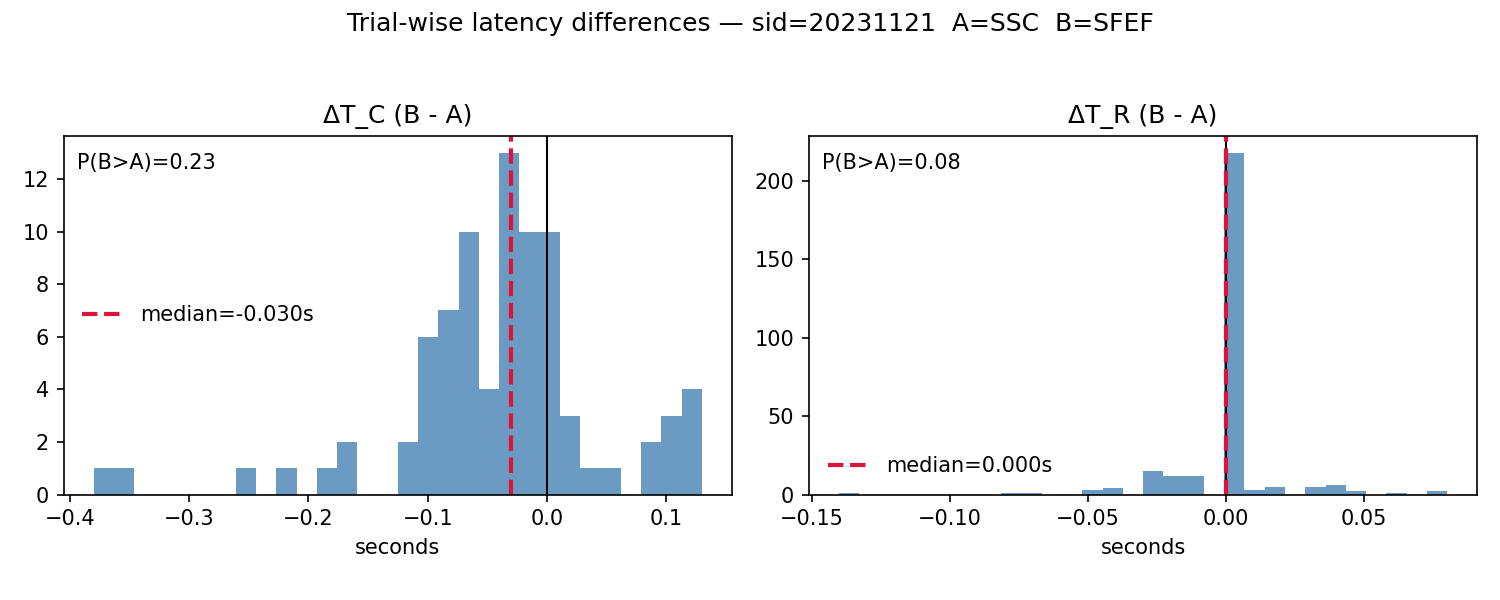 Trial-wise latency differences — sid=20231121  A=SSC  B=SFEF
ΔT_C (B - A)
P(B>A)=0.23
median=-0.030s
12
10
8
6
4
2
0
−0.4 −0.3 −0.2 −0.1 0.0 0.1
seconds
ΔT_R (B - A)
P(B>A)=0.08
median=0.000s
200
150
100
50
0
−0.15 −0.10 −0.05 0.00 0.05
seconds